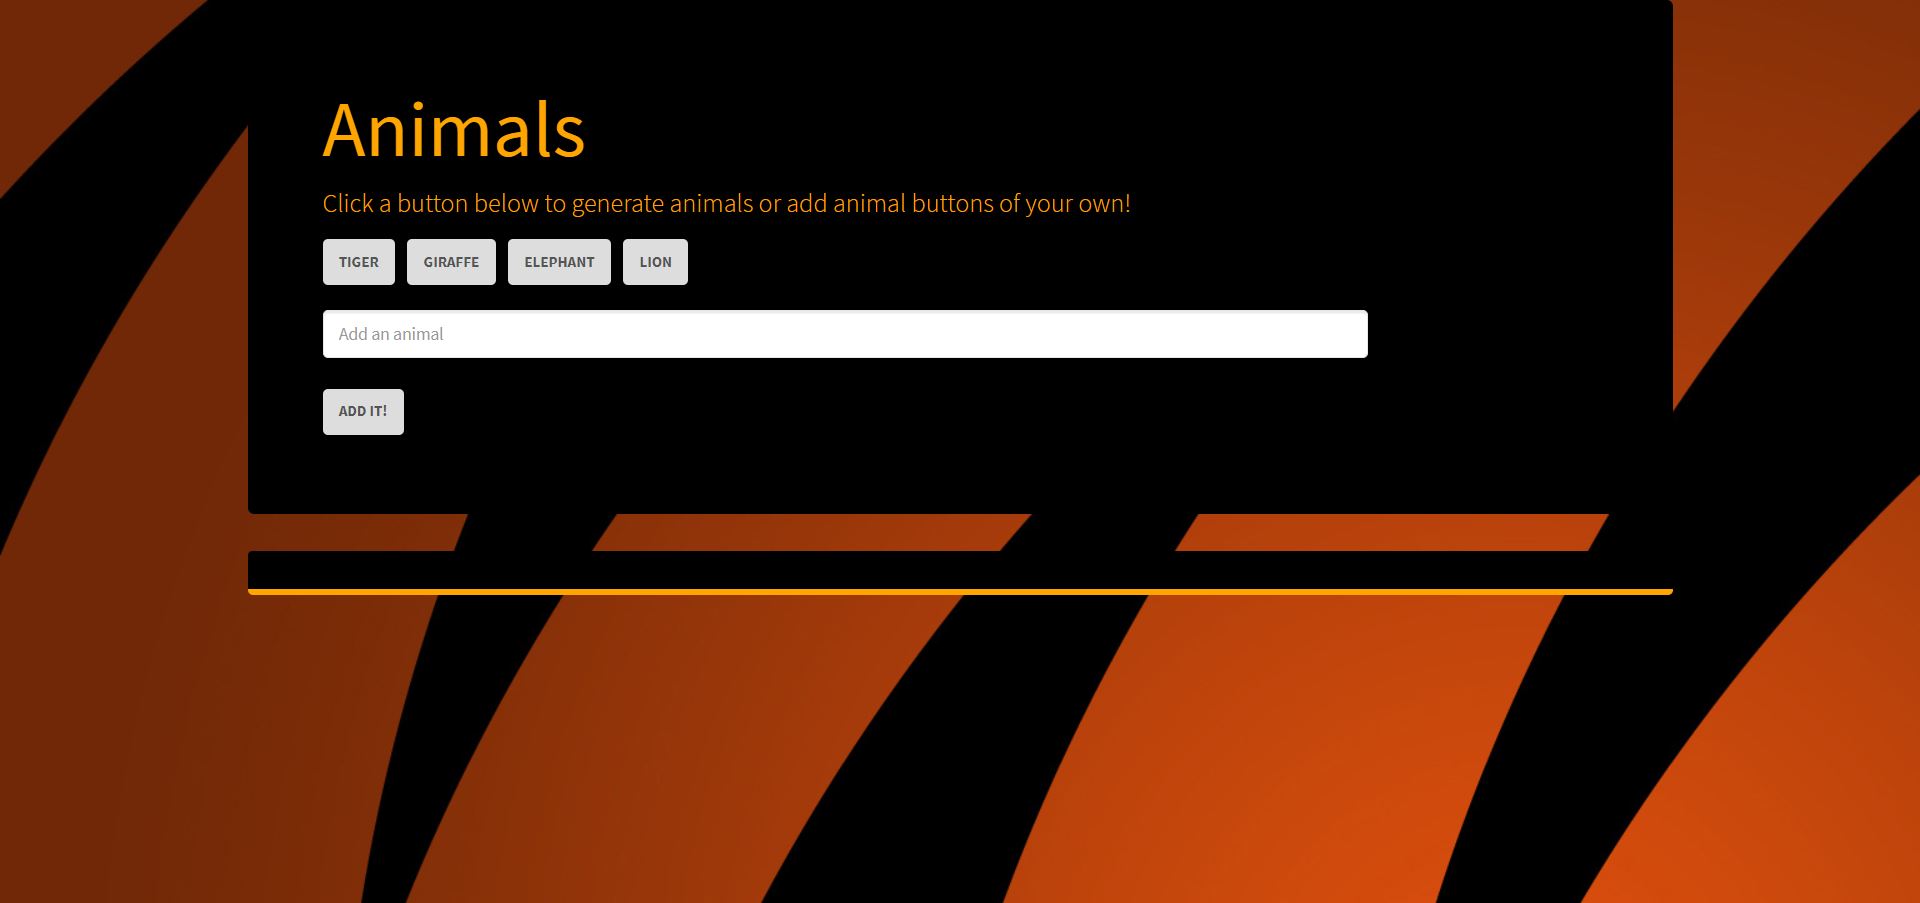 Animals
Click a button below to generate animals or add animal buttons of your own!
TIGER GIRAFFE ELEPHANT LION
Add an animal
ADD IT!